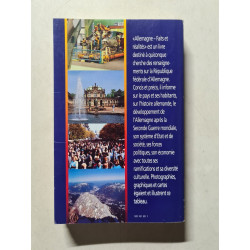 «Allemagne – Faits et
réalités» est un livre
destiné à quiconque
cherche des renseigne-
ments sur la République
fédérale d'Allemagne.
Concis et précis, il informe
sur le pays et ses habitants,
sur l'histoire allemande, le
développement de
l'Allemagne après la
Seconde Guerre mondiale,
son système d'État et de
société, ses forces
politiques, son économie
avec toutes ses
ramifications et sa diversité
culturelle. Photographies,
graphiques et cartes
égaient et illustrent ce
tableau.